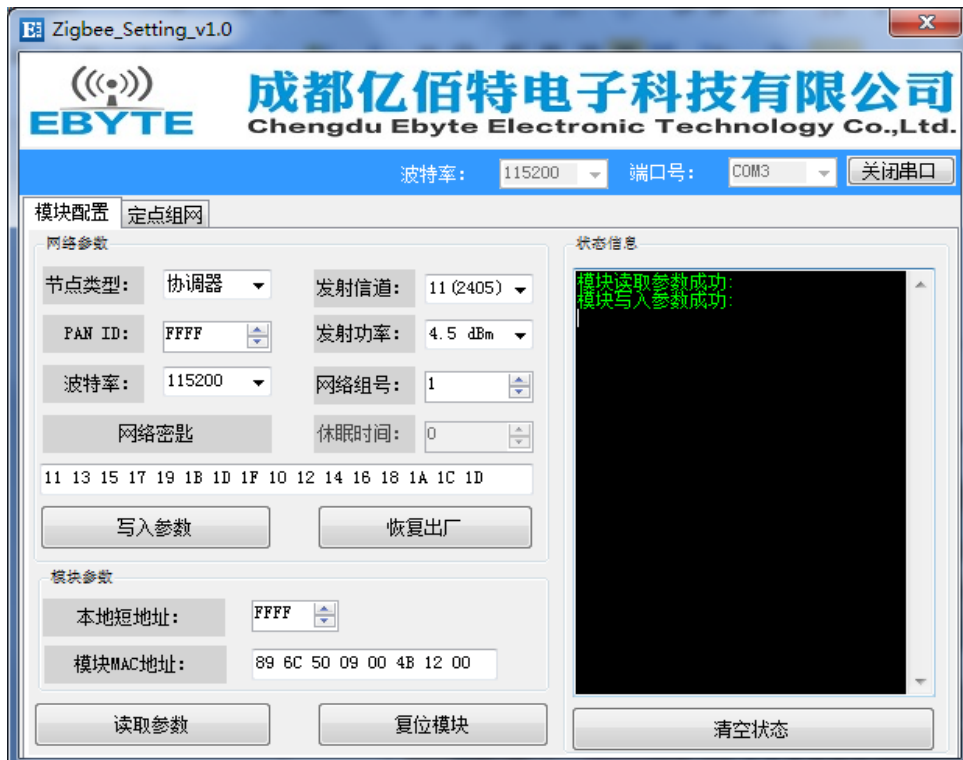 Zigbee_Setting_v1.0
EBYTE
成都亿佰特电子科技有限公司
Chengdu Ebyte Electronic Technology Co.,Ltd.
波特率: 115200 端口号: COM3 关闭串口
模块配置 定点组网
网络参数
节点类型: 协调器 发射信道: 11(2405)
PAN ID: FFFF 发射功率: 4.5 dBm
波特率: 115200 网络组号: 1
网络密匙 休眠时间: 0
11 13 15 17 19 1B 1D 1F 10 12 14 16 18 1A 1C 1D
写入参数 恢复出厂
模块参数
本地短地址: FFFF
模块MAC地址: 89 6C 50 09 00 4B 12 00
读取参数 复位模块
状态信息
模块读取参数成功:
模块写入参数成功:
清空状态